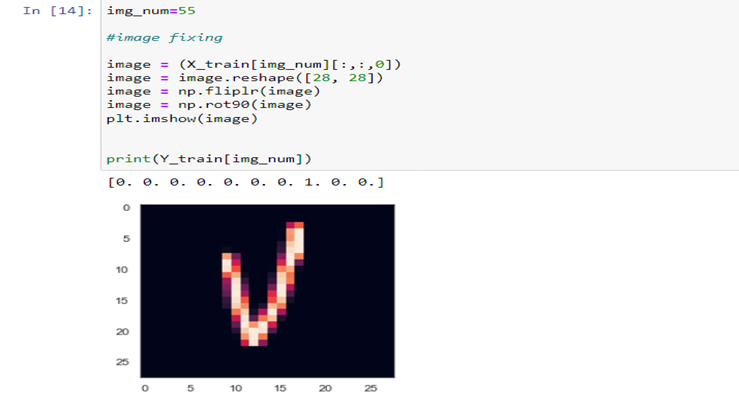 In [14]: img_num=55
#image fixing
image = (X_train[img_num][:,:,0])
image = image.reshape([28, 28])
image = np.fliplr(image)
image = np.rot90(image)
plt.imshow(image)
print(Y_train[img_num])
[0. 0. 0. 0. 0. 0. 0. 1. 0. 0.]
0
5
10
15
20
25
0 5 10 15 20 25